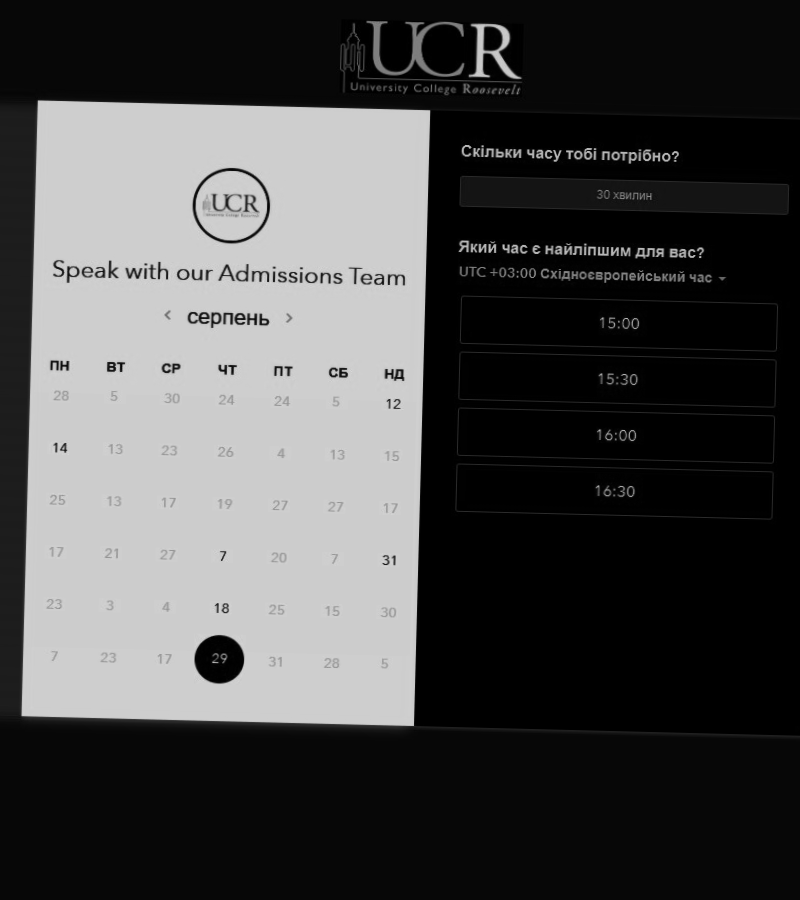 UCR
University College Roosevelt
UCR
Speak with our Admissions Team
< серпень >
ПН ВТ СР ЧТ ПТ СБ НД
28 5 30 24 24 5 12
14 13 23 26 4 13 15
25 13 17 19 27 27 17
17 21 27 7 20 7 31
23 3 4 18 25 15 30
7 23 17 29 31 28 5
Скільки часу тобі потрібно?
30 хвилин
Який час є найліпшим для вас?
UTC +03:00 Східноєвропейський час
15:00
15:30
16:00
16:30